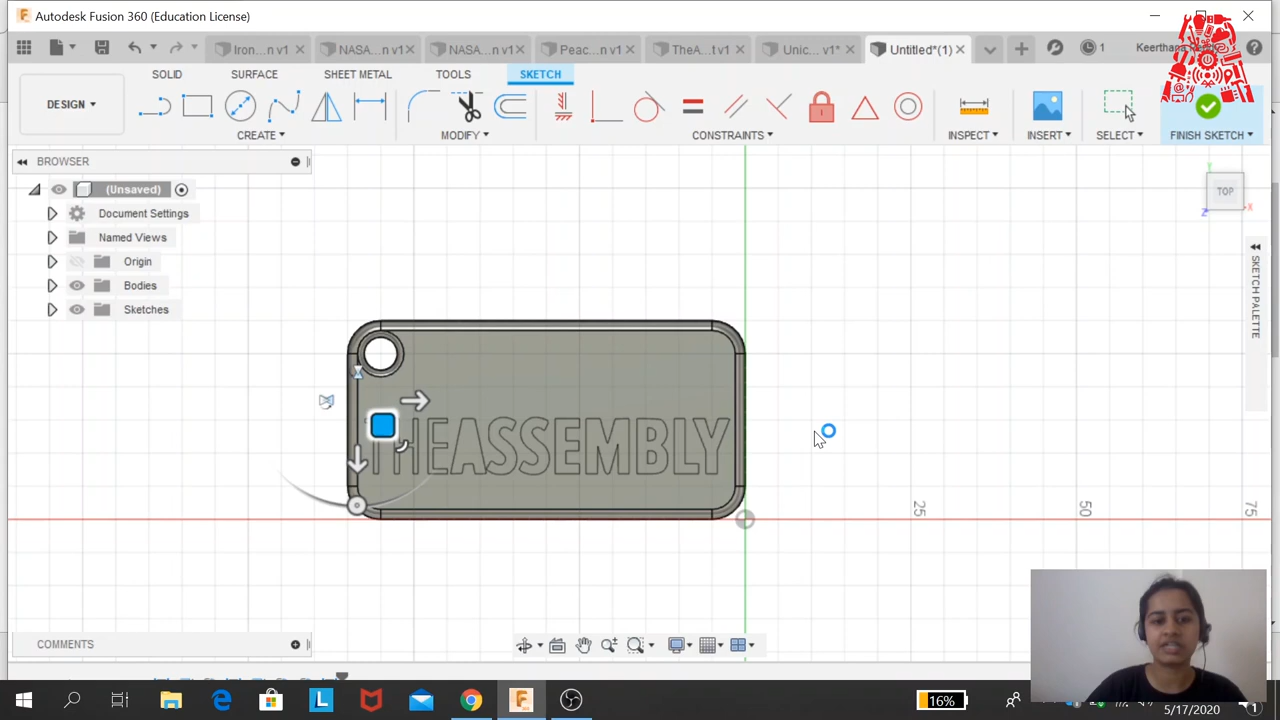 Autodesk Fusion 360 (Education License)
Iron...n v1 NASA...n v1 NASA... Peac...n v1 TheA...t v1 Unic... v1* Untitled*(1) 1 Keerthana
SOLID SURFACE SHEET METAL TOOLS SKETCH
DESIGN
CREATE MODIFY CONSTRAINTS INSPECT INSERT SELECT FINISH SKETCH
BROWSER
(Unsaved)
Document Settings
Named Views
Origin
Bodies
Sketches
TOP
Y
X
Z
SKETCH PALETTE
THEASSEMBLY
25 50 75
COMMENTS
16%
5/17/2020